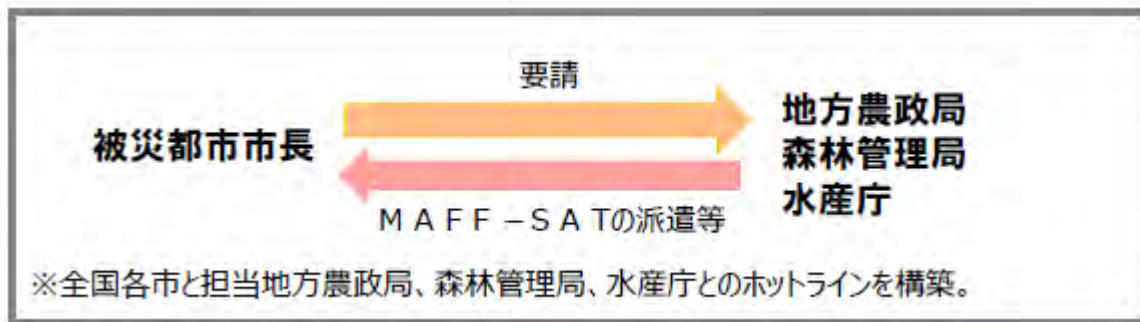 要請
被災都市市長
地方農政局
森林管理局
水産庁
ＭＡＦＦ－ＳＡＴの派遣等
※全国各市と担当地方農政局、森林管理局、水産庁とのホットラインを構築。